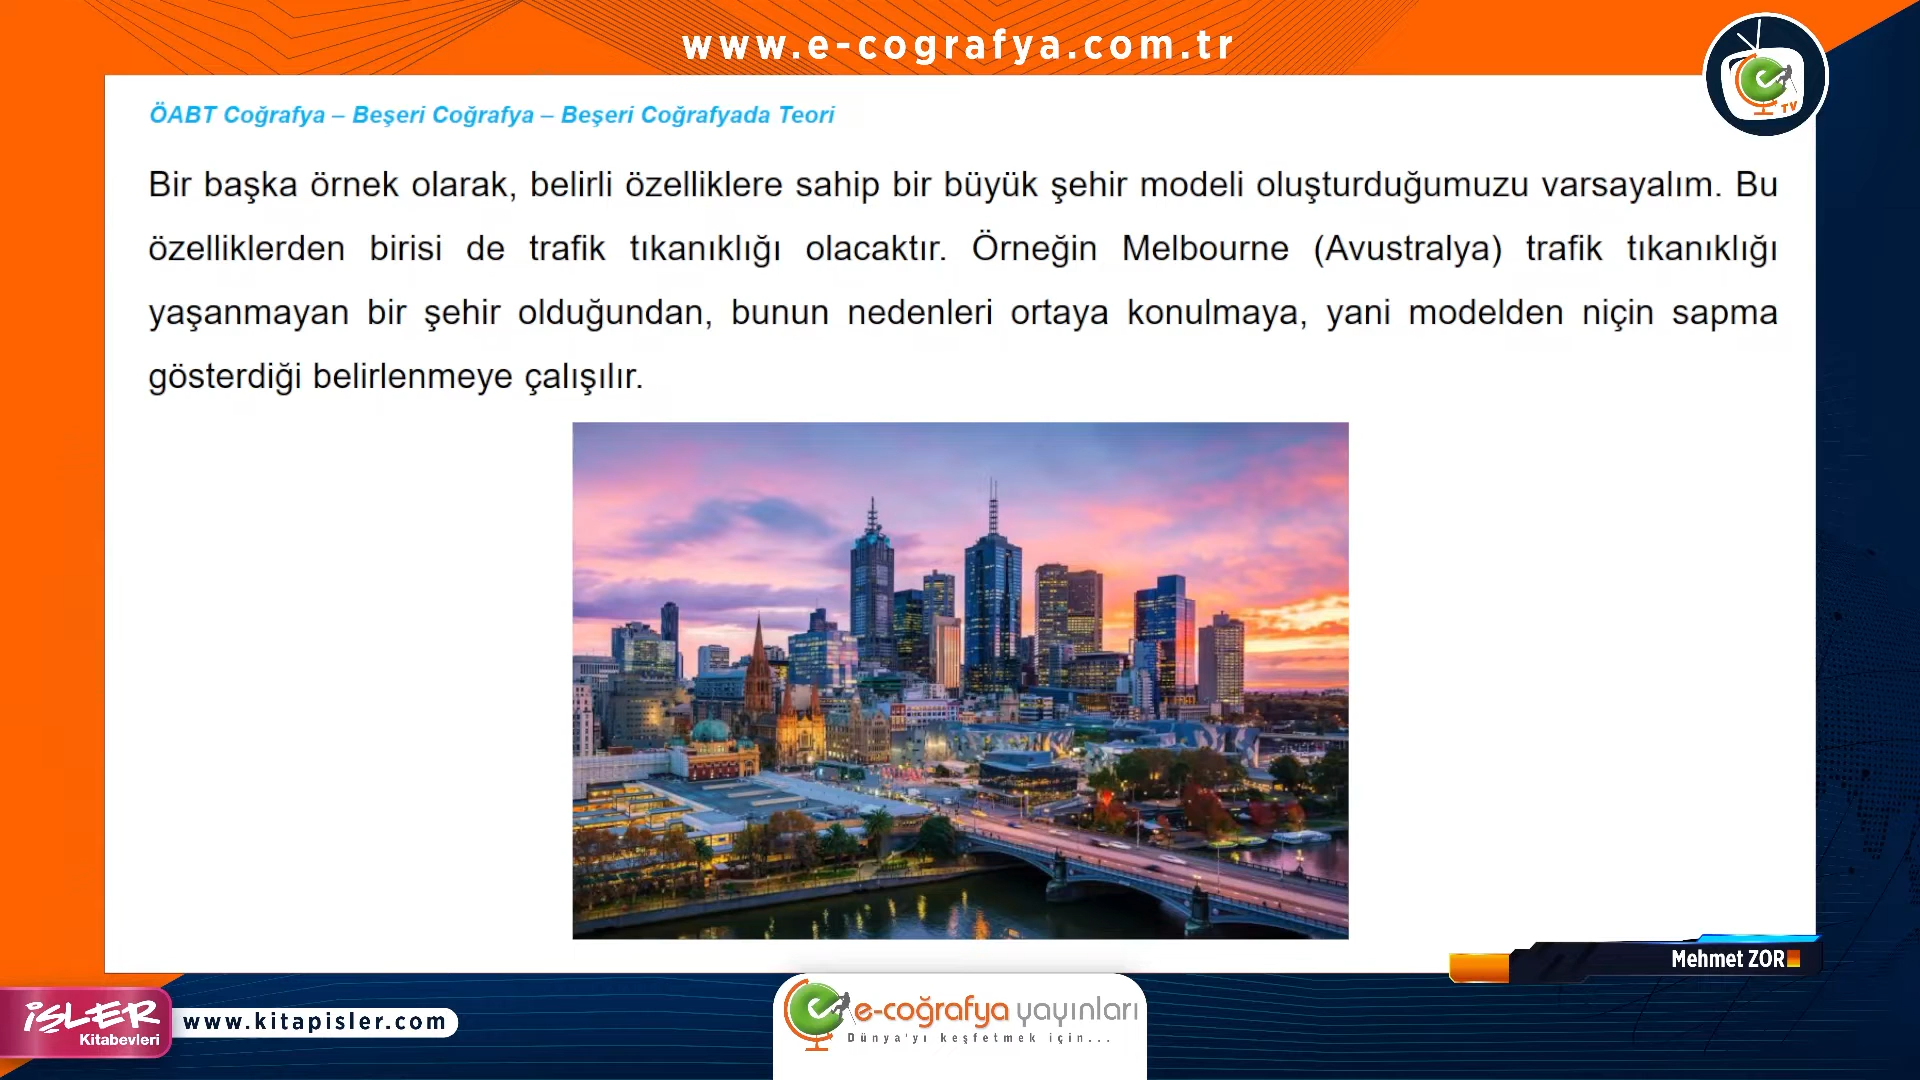 www.e-cografya.com.tr
TV
ÖABT Coğrafya – Beşeri Coğrafya – Beşeri Coğrafyada Teori
Bir başka örnek olarak, belirli özelliklere sahip bir büyük şehir modeli oluşturduğumuzu varsayalım. Bu
özelliklerden birisi de trafik tıkanıklığı olacaktır. Örneğin Melbourne (Avustralya) trafik tıkanıklığı
yaşanmayan bir şehir olduğundan, bunun nedenleri ortaya konulmaya, yani modelden niçin sapma
gösterdiği belirlenmeye çalışılır.
Mehmet ZOR
İŞLER
Kitabevleri
www.kitapisler.com
e-coğrafya yayınları
Dünya'yı keşfetmek için...